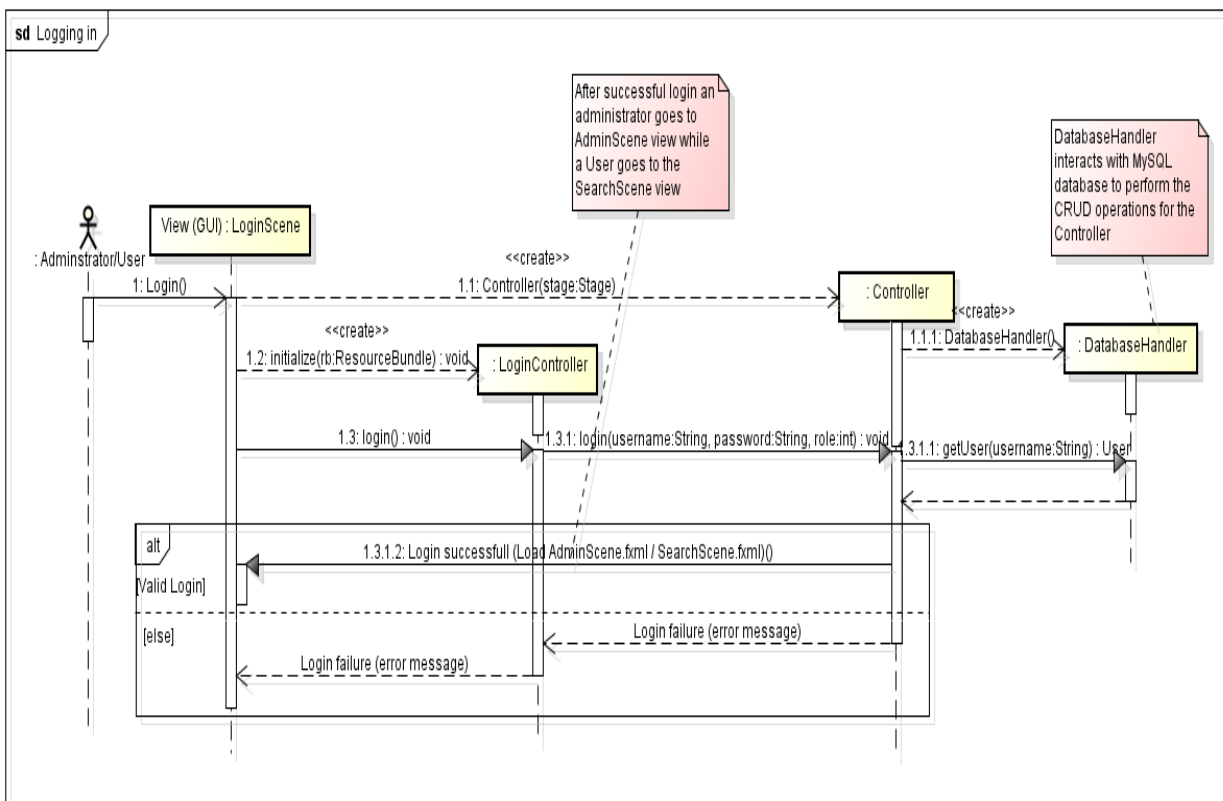 sd Logging in
After successful login an
administrator goes to
AdminScene view while
a User goes to the
SearchScene view
DatabaseHandler
interacts with MySQL
database to perform the
CRUD operations for the
Controller
: Adminstrator/User
View (GUI) : LoginScene
1: Login()
<<create>>
1.1: Controller(stage:Stage)
: Controller
<<create>>
1.1.1: DatabaseHandler()
: DatabaseHandler
<<create>>
1.2: initialize(rb:ResourceBundle) : void
: LoginController
1.3: login() : void
1.3.1: login(username:String, password:String, role:int) : void
1.3.1.1: getUser(username:String) : User
alt
1.3.1.2: Login successfull (Load AdminScene.fxml / SearchScene.fxml)()
[Valid Login]
[else]
Login failure (error message)
Login failure (error message)